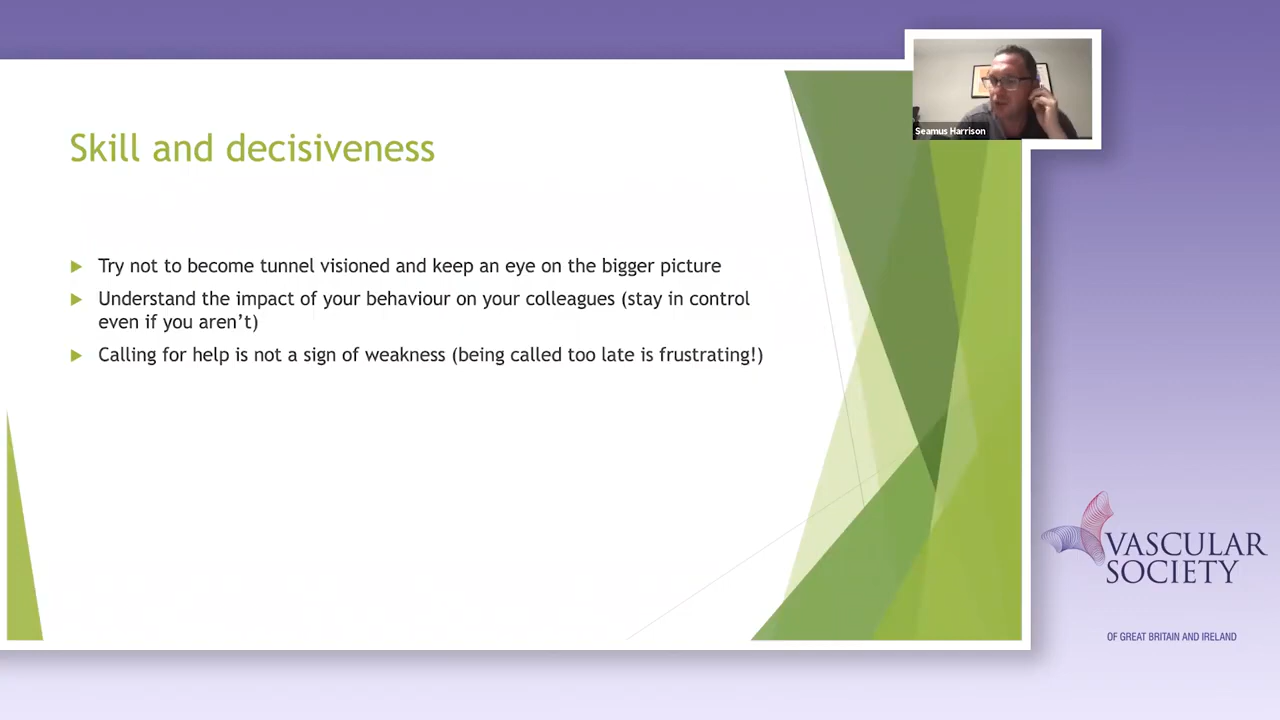 Seamus Harrison
Skill and decisiveness
Try not to become tunnel visioned and keep an eye on the bigger picture
Understand the impact of your behaviour on your colleagues (stay in control
even if you aren’t)
Calling for help is not a sign of weakness (being called too late is frustrating!)
VASCULAR
SOCIETY
OF GREAT BRITAIN AND IRELAND